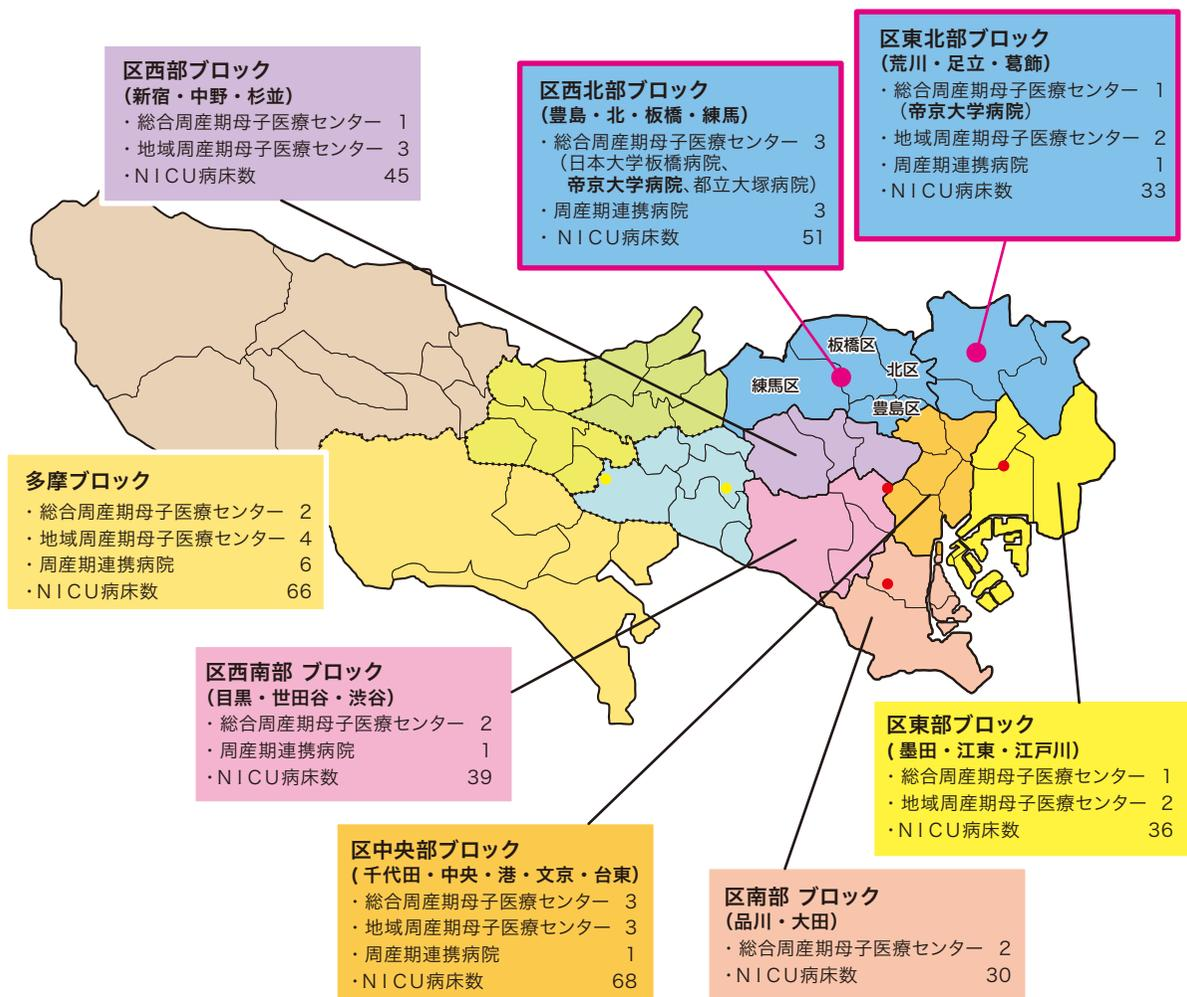 区西部ブロック
（新宿・中野・杉並）
・総合周産期母子医療センター 1
・地域周産期母子医療センター 3
・NICU病床数 45
区西北部ブロック
（豊島・北・板橋・練馬）
・総合周産期母子医療センター 3
（日本大学板橋病院、
帝京大学病院、都立大塚病院）
・周産期連携病院 3
・NICU病床数 51
区東北部ブロック
（荒川・足立・葛飾）
・総合周産期母子医療センター 1
（帝京大学病院）
・地域周産期母子医療センター 2
・周産期連携病院 1
・NICU病床数 33
板橋区
北区
練馬区
豊島区
多摩ブロック
・総合周産期母子医療センター 2
・地域周産期母子医療センター 4
・周産期連携病院 6
・NICU病床数 66
区西南部 ブロック
（目黒・世田谷・渋谷）
・総合周産期母子医療センター 2
・周産期連携病院 1
・NICU病床数 39
区東部ブロック
（墨田・江東・江戸川）
・総合周産期母子医療センター 1
・地域周産期母子医療センター 2
・NICU病床数 36
区中央部ブロック
（千代田・中央・港・文京・台東）
・総合周産期母子医療センター 3
・地域周産期母子医療センター 3
・周産期連携病院 1
・NICU病床数 68
区南部 ブロック
（品川・大田）
・総合周産期母子医療センター 2
・NICU病床数 30